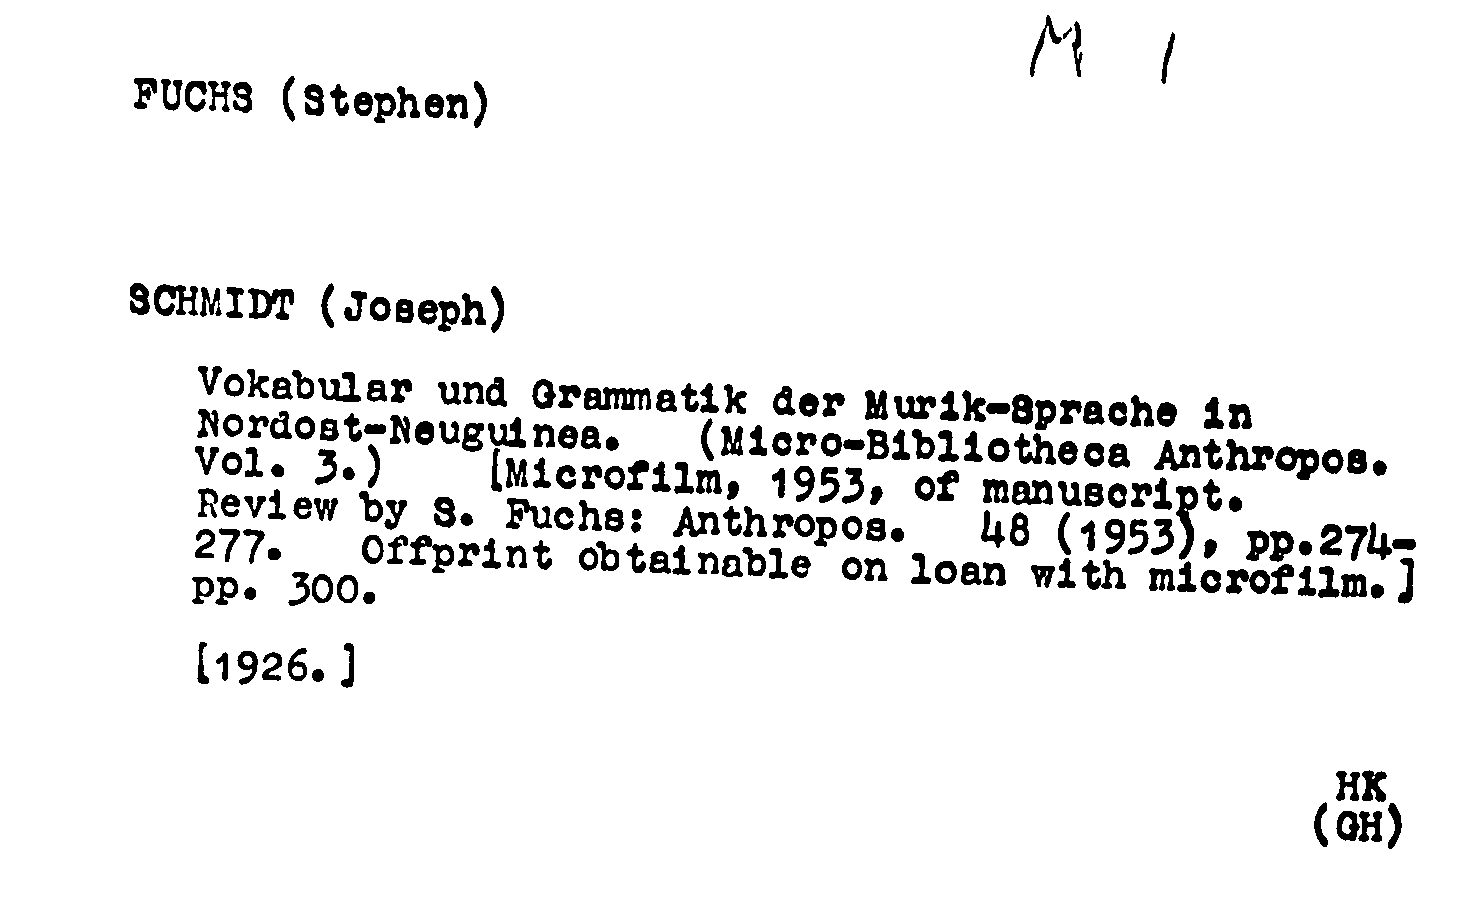 M 1
FUCHS (Stephen)
SCHMIDT (Joseph)
Vokabular und Grammatik der Murik-Sprache in
Nordost-Neuguinea. (Micro-Bibliotheca Anthropos.
Vol. 3.) [Microfilm, 1953, of manuscript.
Review by S. Fuchs: Anthropos. 48 (1953), pp.274-
277. Offprint obtainable on loan with microfilm.]
pp. 300.
[1926.]
HK
(GH)